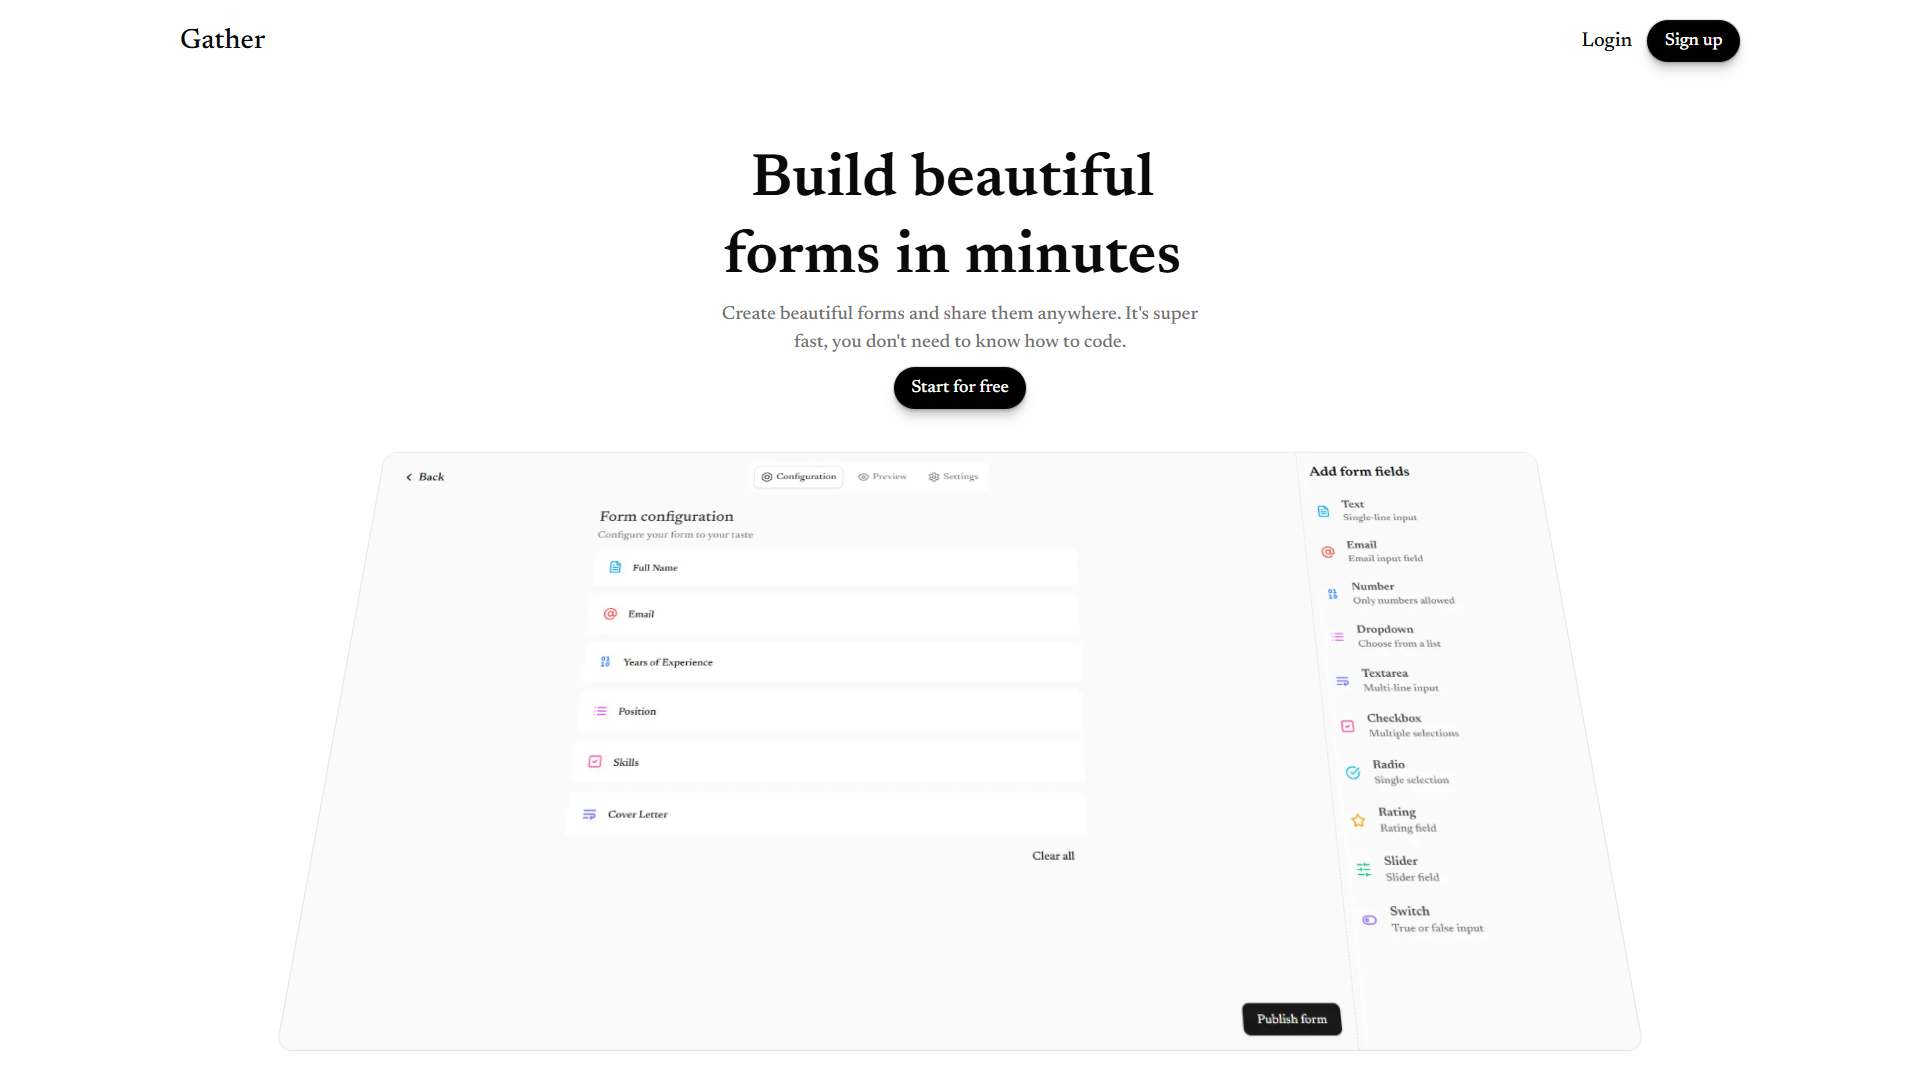 Gather
Login
Sign up
Build beautiful
forms in minutes
Create beautiful forms and share them anywhere. It's super
fast, you don't need to know how to code.
Start for free
Back
Configuration
Preview
Settings
Form configuration
Configure your form to your taste
Full Name
Email
Years of Experience
Position
Skills
Cover Letter
Clear all
Add form fields
Text
Single-line input
Email
Email input field
Number
Only numbers allowed
Dropdown
Choose from a list
Textarea
Multi-line input
Checkbox
Multiple selections
Radio
Single selection
Rating
Rating field
Slider
Slider field
Switch
True or false input
Publish form